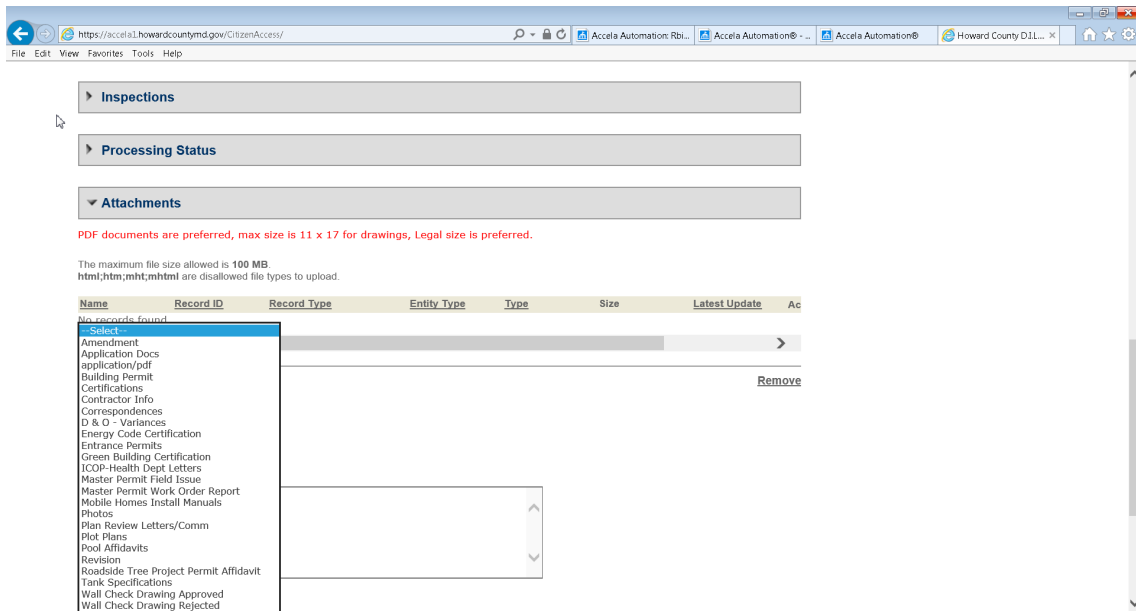 https://accela1.howardcountymd.gov/CitizenAccess/
Accela Automation: Rbi...
Accela Automation® - ...
Accela Automation®
Howard County D.I.L...
File Edit View Favorites Tools Help
Inspections
Processing Status
Attachments
PDF documents are preferred, max size is 11 x 17 for drawings, Legal size is preferred.
The maximum file size allowed is 100 MB.
html;htm;mht;mhtml are disallowed file types to upload.
Name Record ID Record Type Entity Type Type Size Latest Update Ac
No records found
--Select--
Amendment
Application Docs
application/pdf
Building Permit
Remove
Certifications
Contractor Info
Correspondences
D & O - Variances
Energy Code Certification
Entrance Permits
Green Building Certification
ICOP-Health Dept Letters
Master Permit Field Issue
Master Permit Work Order Report
Mobile Homes Install Manuals
Photos
Plan Review Letters/Comm
Plot Plans
Pool Affidavits
Revision
Roadside Tree Project Permit Affidavit
Tank Specifications
Wall Check Drawing Approved
Wall Check Drawing Rejected